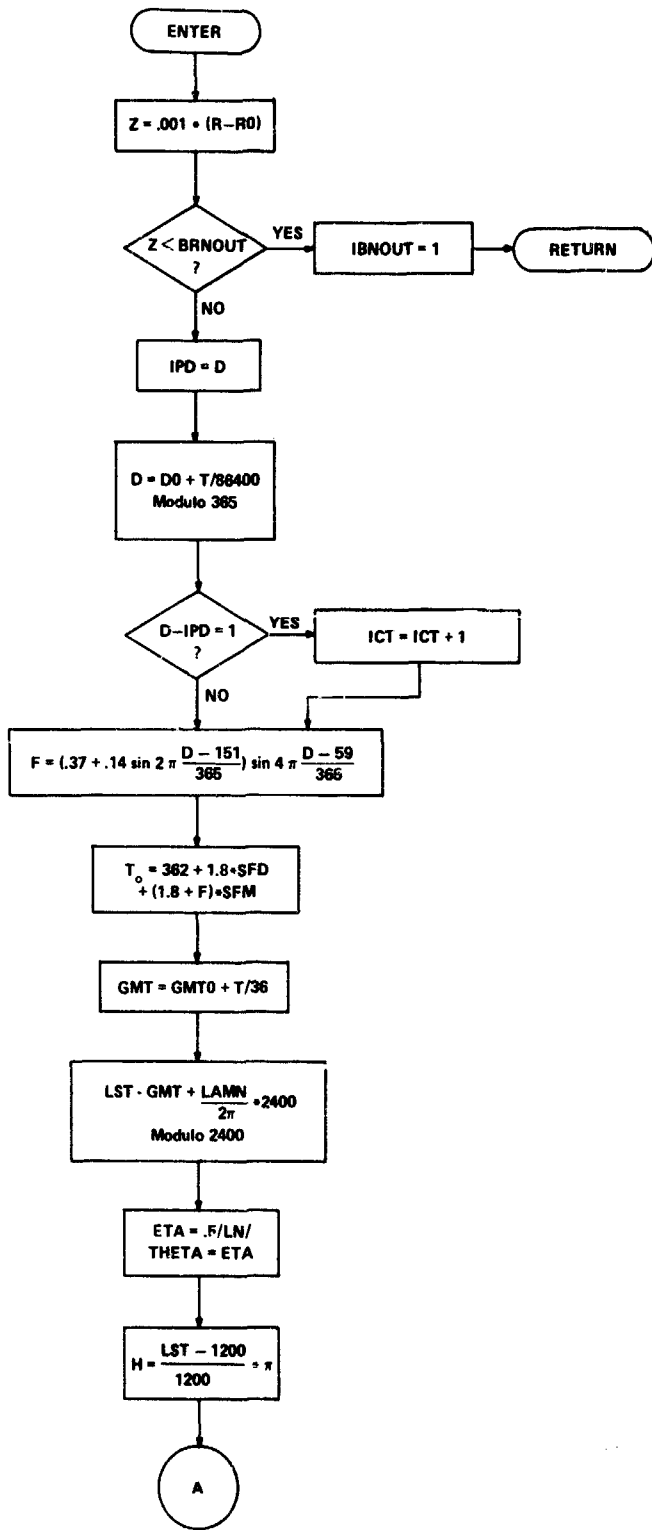 ENTER
Z = .001 * (R–R0)
Z < BRNOUT
?
YES
IBNOUT = 1
RETURN
NO
IPD = D
D = D0 + T/86400
Modulo 365
D–IPD = 1
?
YES
ICT = ICT + 1
NO
F = (.37 + .14 sin 2 π (D – 151)/365) sin 4 π (D – 59)/365
T_o = 362 + 1.8*SFD
+ (1.8 + F)*SFM
GMT = GMT0 + T/36
LST - GMT + LAMN/2π *2400
Modulo 2400
ETA = .5/LN/
THETA = ETA
H = (LST – 1200)/1200 * π
A